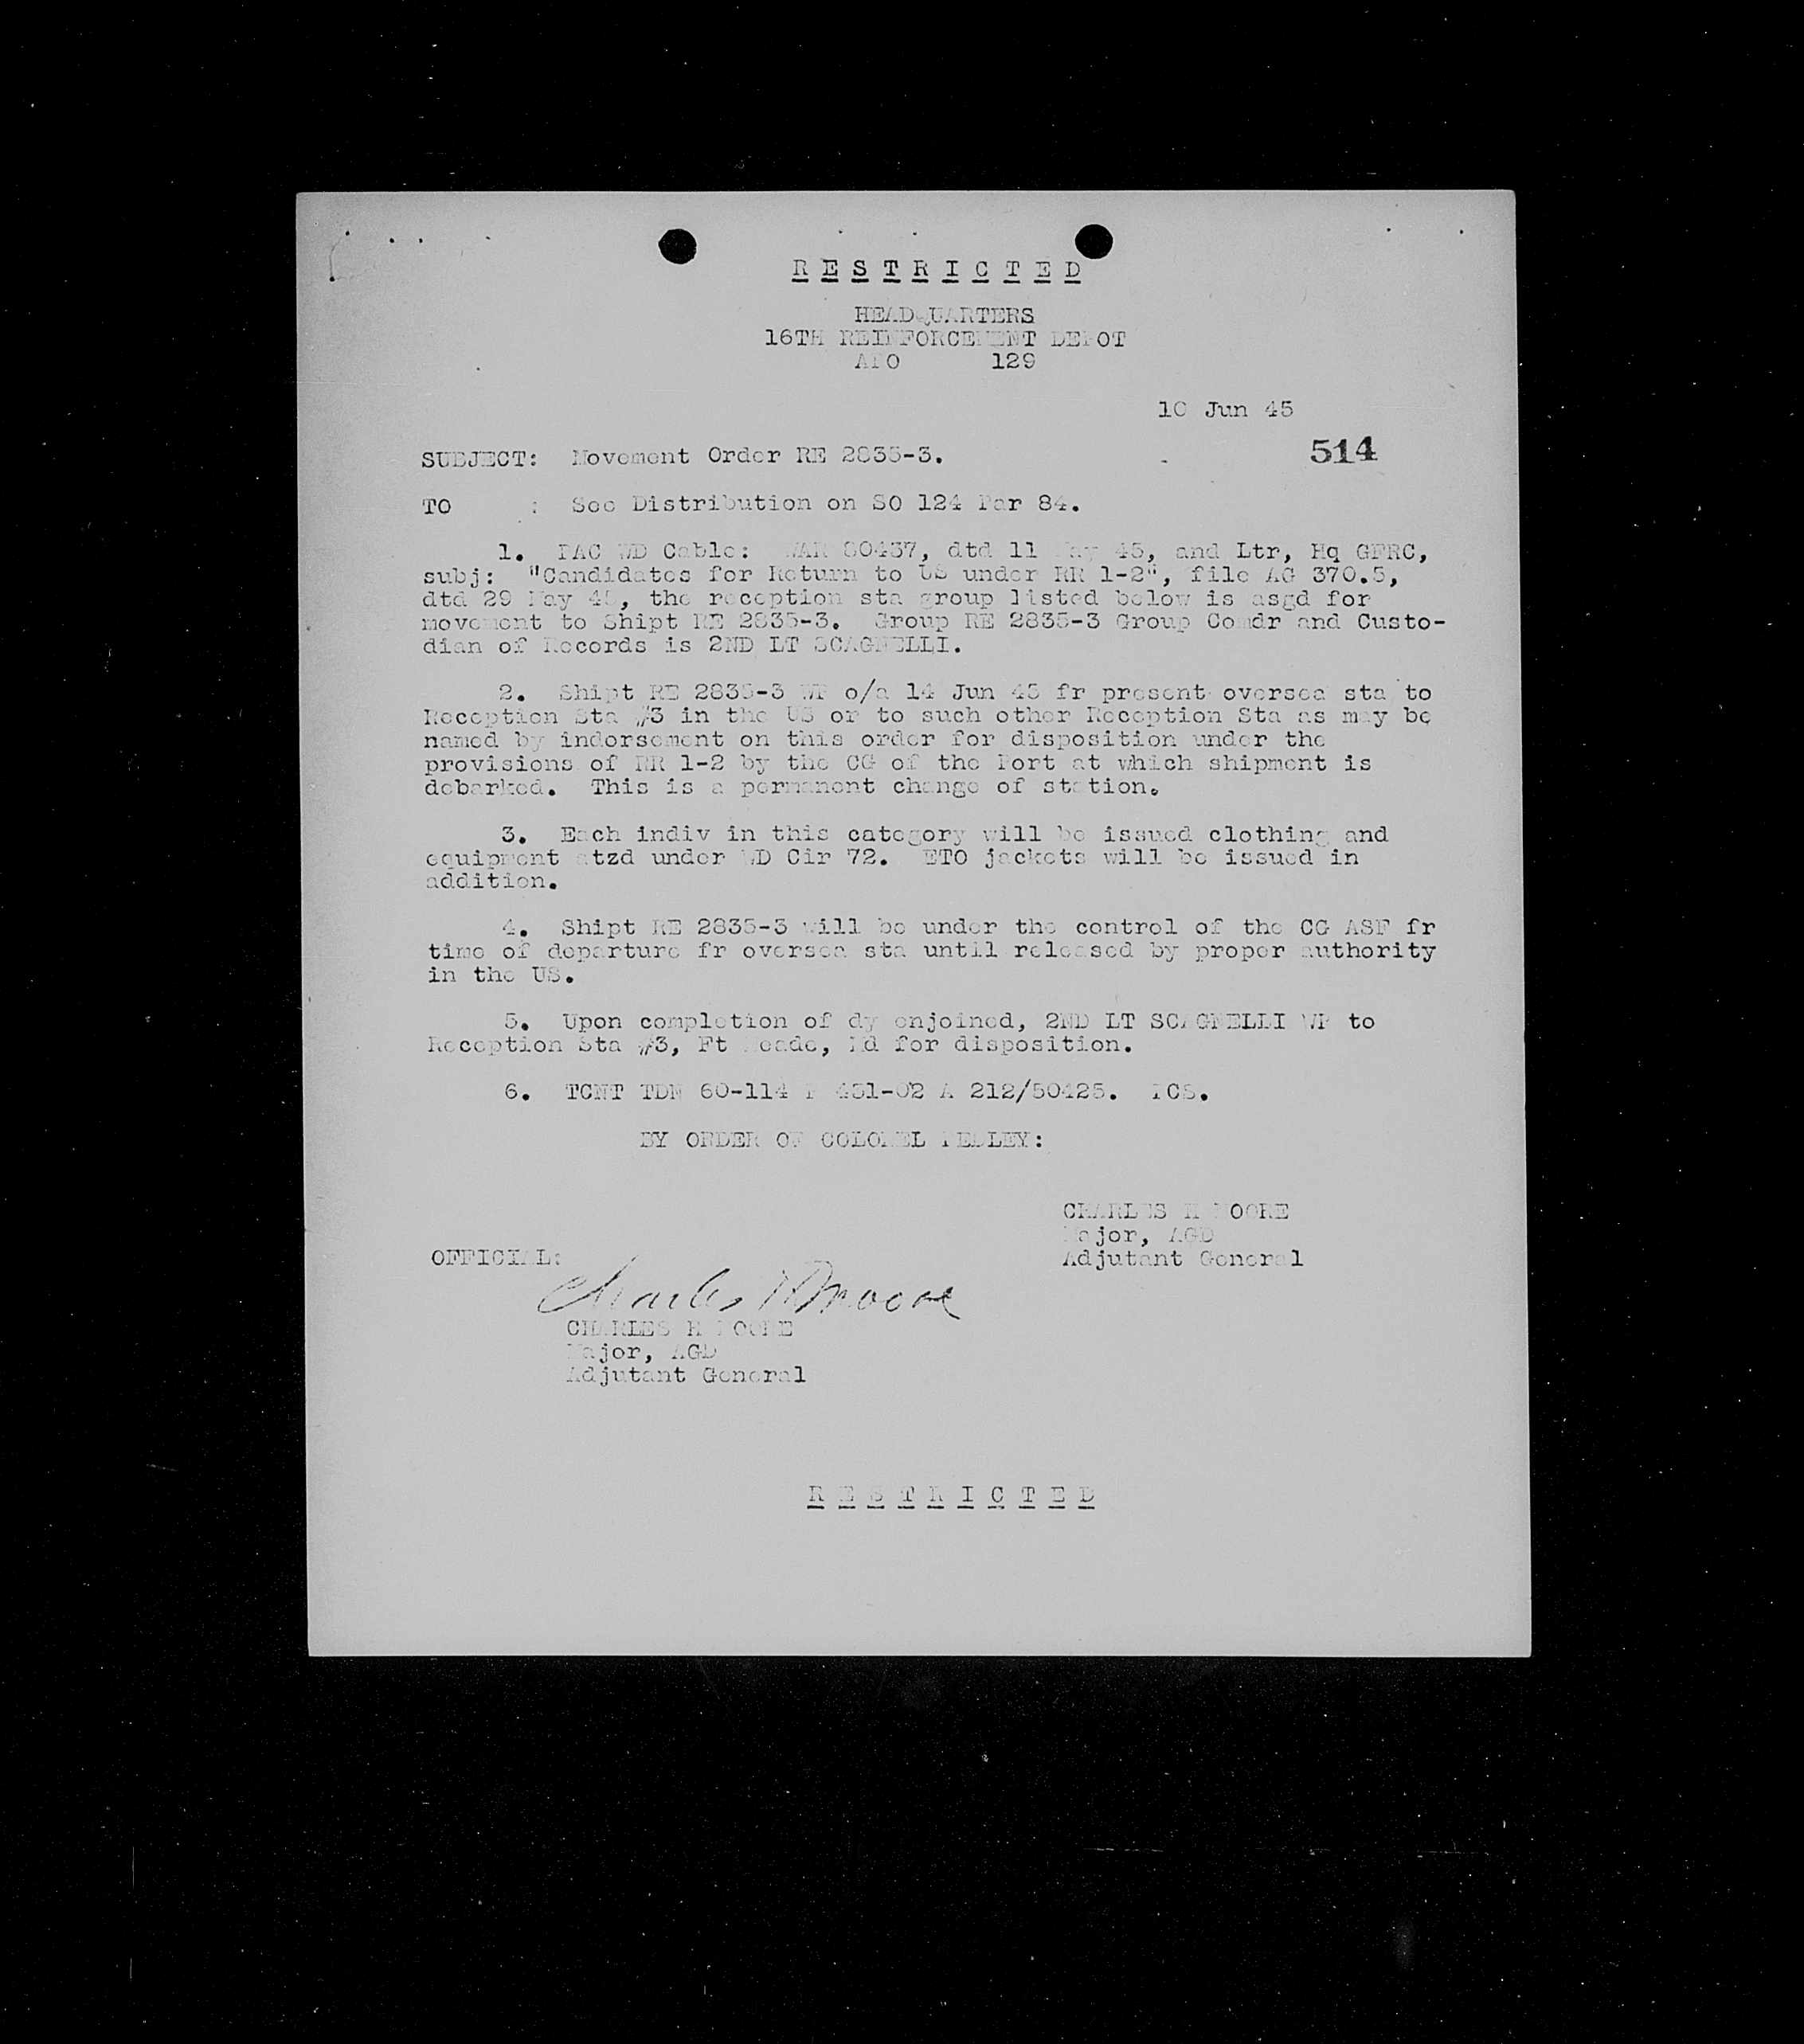 R E S T R I C T E D
HEADQUARTERS
16TH REINFORCEMENT DEPOT
APO 129
10 Jun 45
514
SUBJECT: Movement Order RE 2835-3.
TO : See Distribution on SO 124 Par 84.
1. PAC WD Cable: WAR 80437, dtd 11 May 45, and Ltr, Hq GFRC,
subj: "Candidates for Return to US under RR 1-2", file AG 370.5,
dtd 29 May 45, the reception sta group listed below is asgd for
movement to Shipt RE 2835-3. Group RE 2835-3 Group Comdr and Custo-
dian of Records is 2ND LT SCAGNELLI.
2. Shipt RE 2835-3 WP o/a 14 Jun 45 fr present oversea sta to
Reception Sta #3 in the US or to such other Reception Sta as may be
named by indorsement on this order for disposition under the
provisions of RR 1-2 by the CG of the Port at which shipment is
debarked. This is a permanent change of station.
3. Each indiv in this category will be issued clothing and
equipment atzd under WD Cir 72. ETO jackets will be issued in
addition.
4. Shipt RE 2835-3 will be under the control of the CG ASF fr
time of departure fr oversea sta until released by proper authority
in the US.
5. Upon completion of dy enjoined, 2ND LT SCAGNELLI WP to
Reception Sta #3, Ft Meade, Md for disposition.
6. TCNT TDN 60-114 P 431-02 A 212/50425. PCS.
BY ORDER OF COLONEL
CHARLES H MOORE
Major, AGD
Adjutant General
OFFICIAL:
Charles H Moore
CHARLES H MOORE
Major, AGD
Adjutant General
R E S T R I C T E D